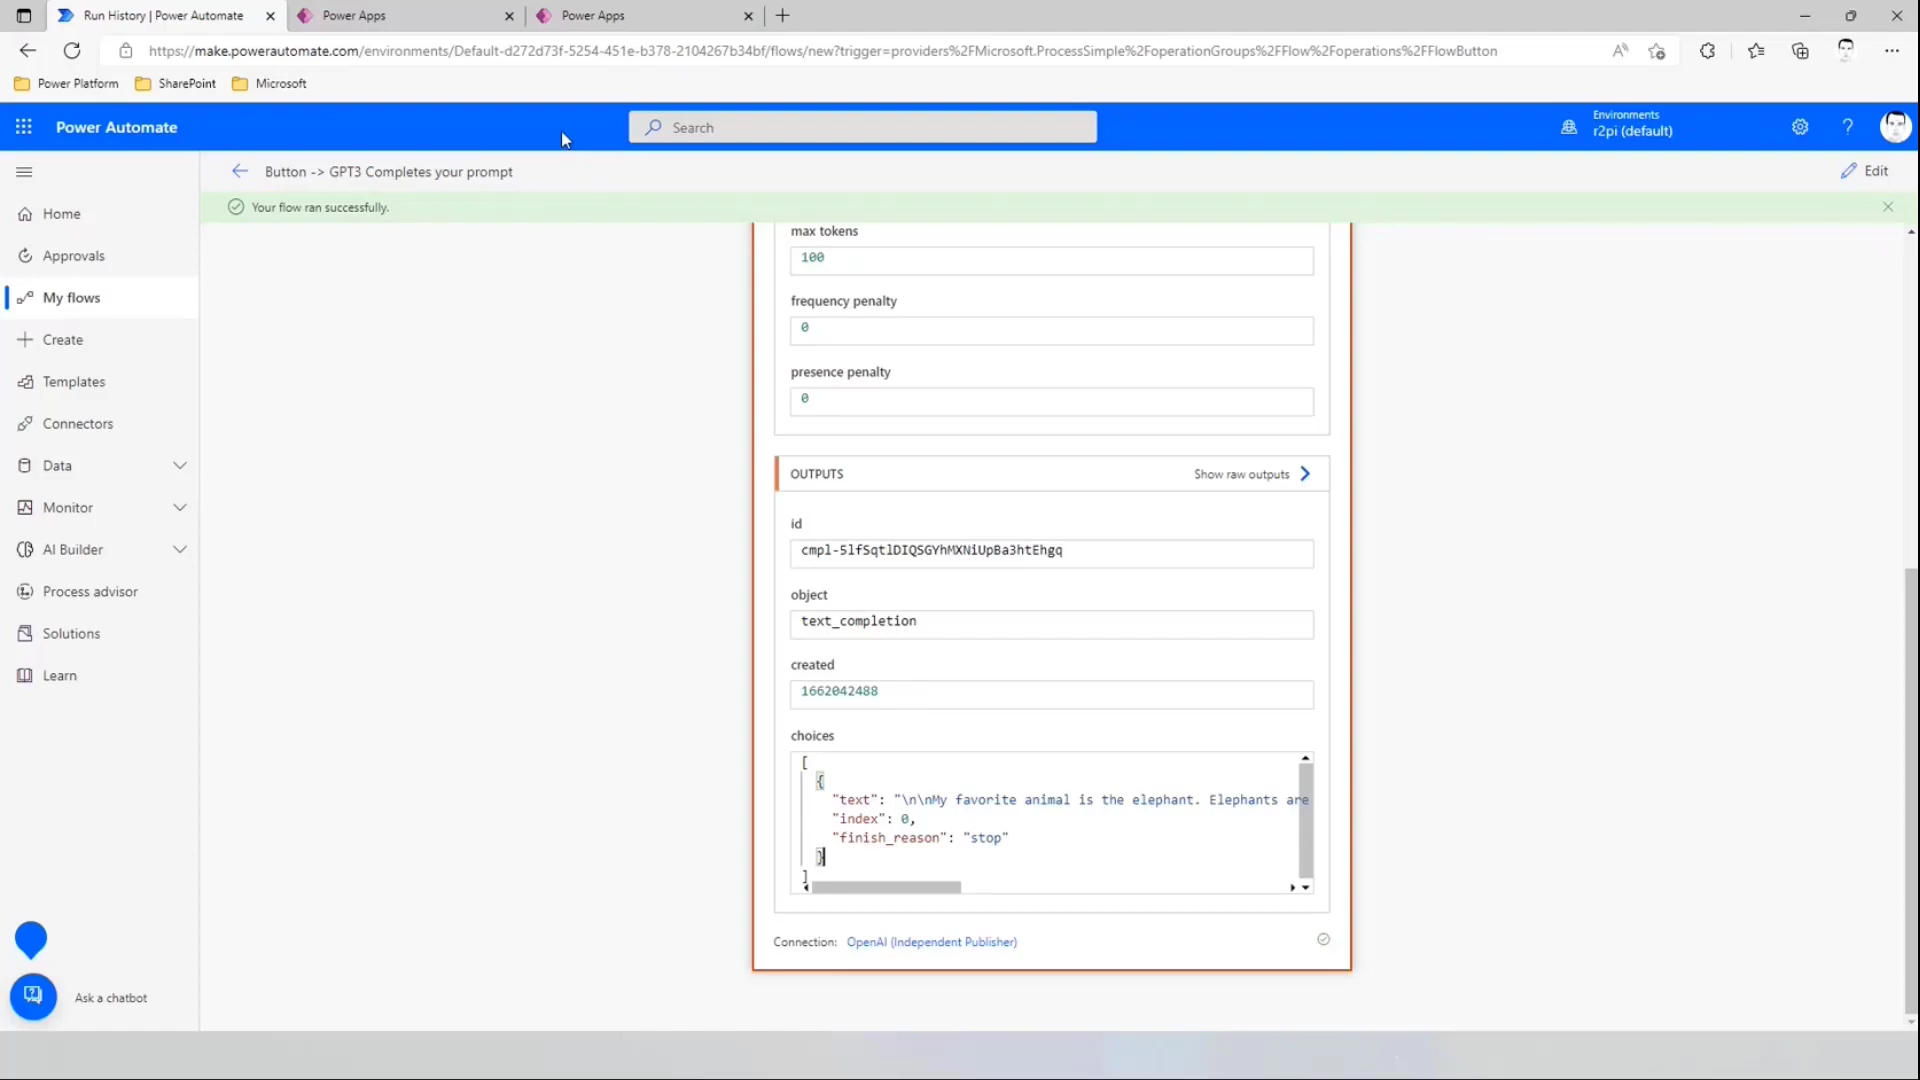 Run History | Power Automate
Power Apps
Power Apps
https://make.powerautomate.com/environments/Default-d272d73f-5254-451e-b378-2104267b34bf/flows/new?trigger=providers%2FMicrosoft.ProcessSimple%2FoperationGroups%2FFlow%2Foperations%2FFlowButton
Power Platform
SharePoint
Microsoft
Power Automate
Search
Environments
r2pi (default)
Button -> GPT3 Completes your prompt
Edit
Your flow ran successfully.
Home
Approvals
My flows
Create
Templates
Connectors
Data
Monitor
AI Builder
Process advisor
Solutions
Learn
Ask a chatbot
max tokens
100
frequency penalty
0
presence penalty
0
OUTPUTS
Show raw outputs
id
cmpl-5lfSqtlDIQSGYhMXNiUpBa3htEhgq
object
text_completion
created
1662042488
choices
[
{
"text": "\n\nMy favorite animal is the elephant. Elephants are
"index": 0,
"finish_reason": "stop"
}
]
Connection: OpenAI (Independent Publisher)